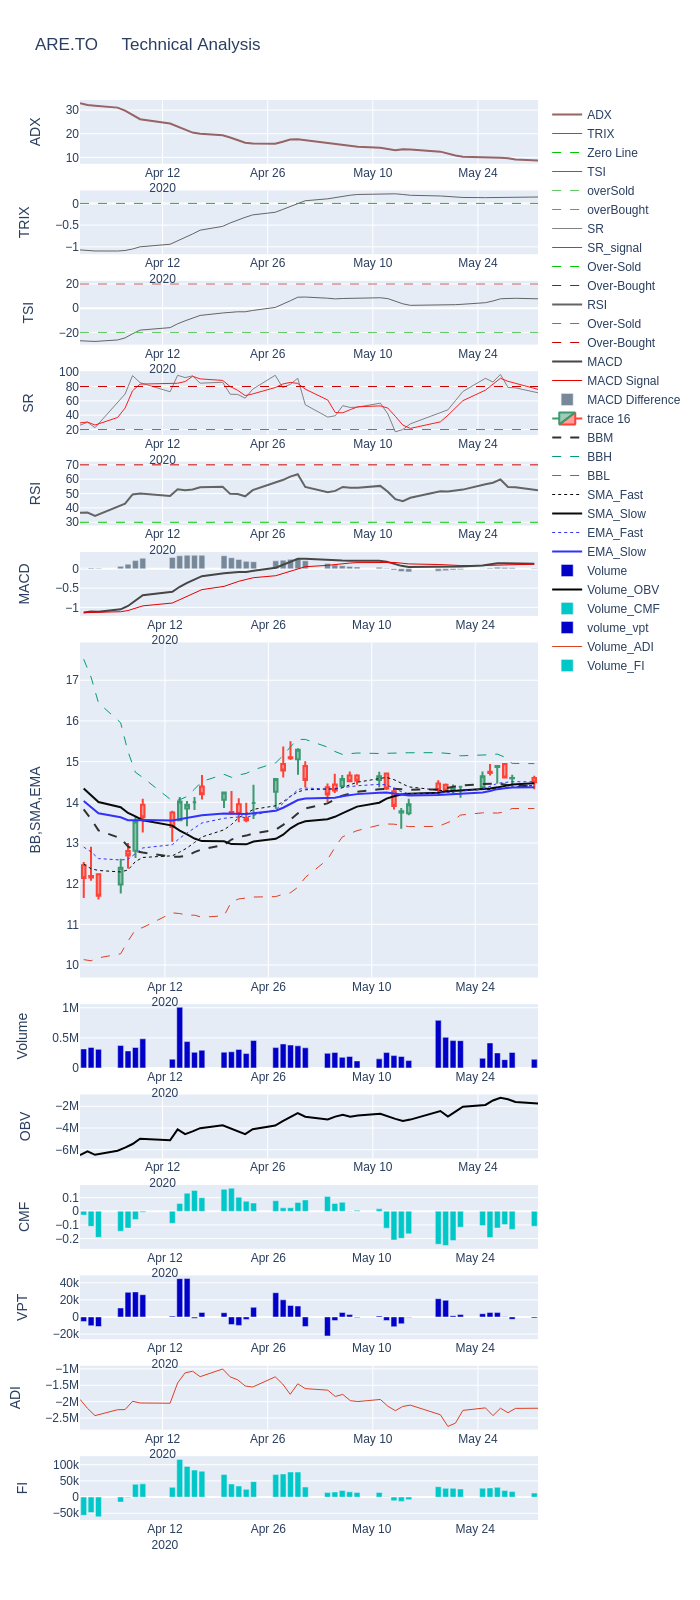 ARE.TO Technical Analysis
ADX
30
20
10
Apr 12
2020
Apr 26
May 10
May 24
TRIX
0
−0.5
−1
Apr 12
2020
Apr 26
May 10
May 24
TSI
20
0
−20
Apr 12
2020
Apr 26
May 10
May 24
SR
100
80
60
40
20
Apr 12
2020
Apr 26
May 10
May 24
RSI
70
60
50
40
30
Apr 12
2020
Apr 26
May 10
May 24
MACD
0
−0.5
−1
Apr 12
2020
Apr 26
May 10
May 24
BB,SMA,EMA
17
16
15
14
13
12
11
10
Apr 12
2020
Apr 26
May 10
May 24
Volume
1M
0.5M
0
Apr 12
2020
Apr 26
May 10
May 24
OBV
−2M
−4M
−6M
Apr 12
2020
Apr 26
May 10
May 24
CMF
0.1
0
−0.1
−0.2
Apr 12
2020
Apr 26
May 10
May 24
VPT
40k
20k
0
−20k
Apr 12
2020
Apr 26
May 10
May 24
ADI
−1M
−1.5M
−2M
−2.5M
Apr 12
2020
Apr 26
May 10
May 24
FI
100k
50k
0
−50k
Apr 12
2020
Apr 26
May 10
May 24
ADX
TRIX
Zero Line
TSI
overSold
overBought
SR
SR_signal
Over-Sold
Over-Bought
RSI
Over-Sold
Over-Bought
MACD
MACD Signal
MACD Difference
trace 16
BBM
BBH
BBL
SMA_Fast
SMA_Slow
EMA_Fast
EMA_Slow
Volume
Volume_OBV
Volume_CMF
volume_vpt
Volume_ADI
Volume_FI